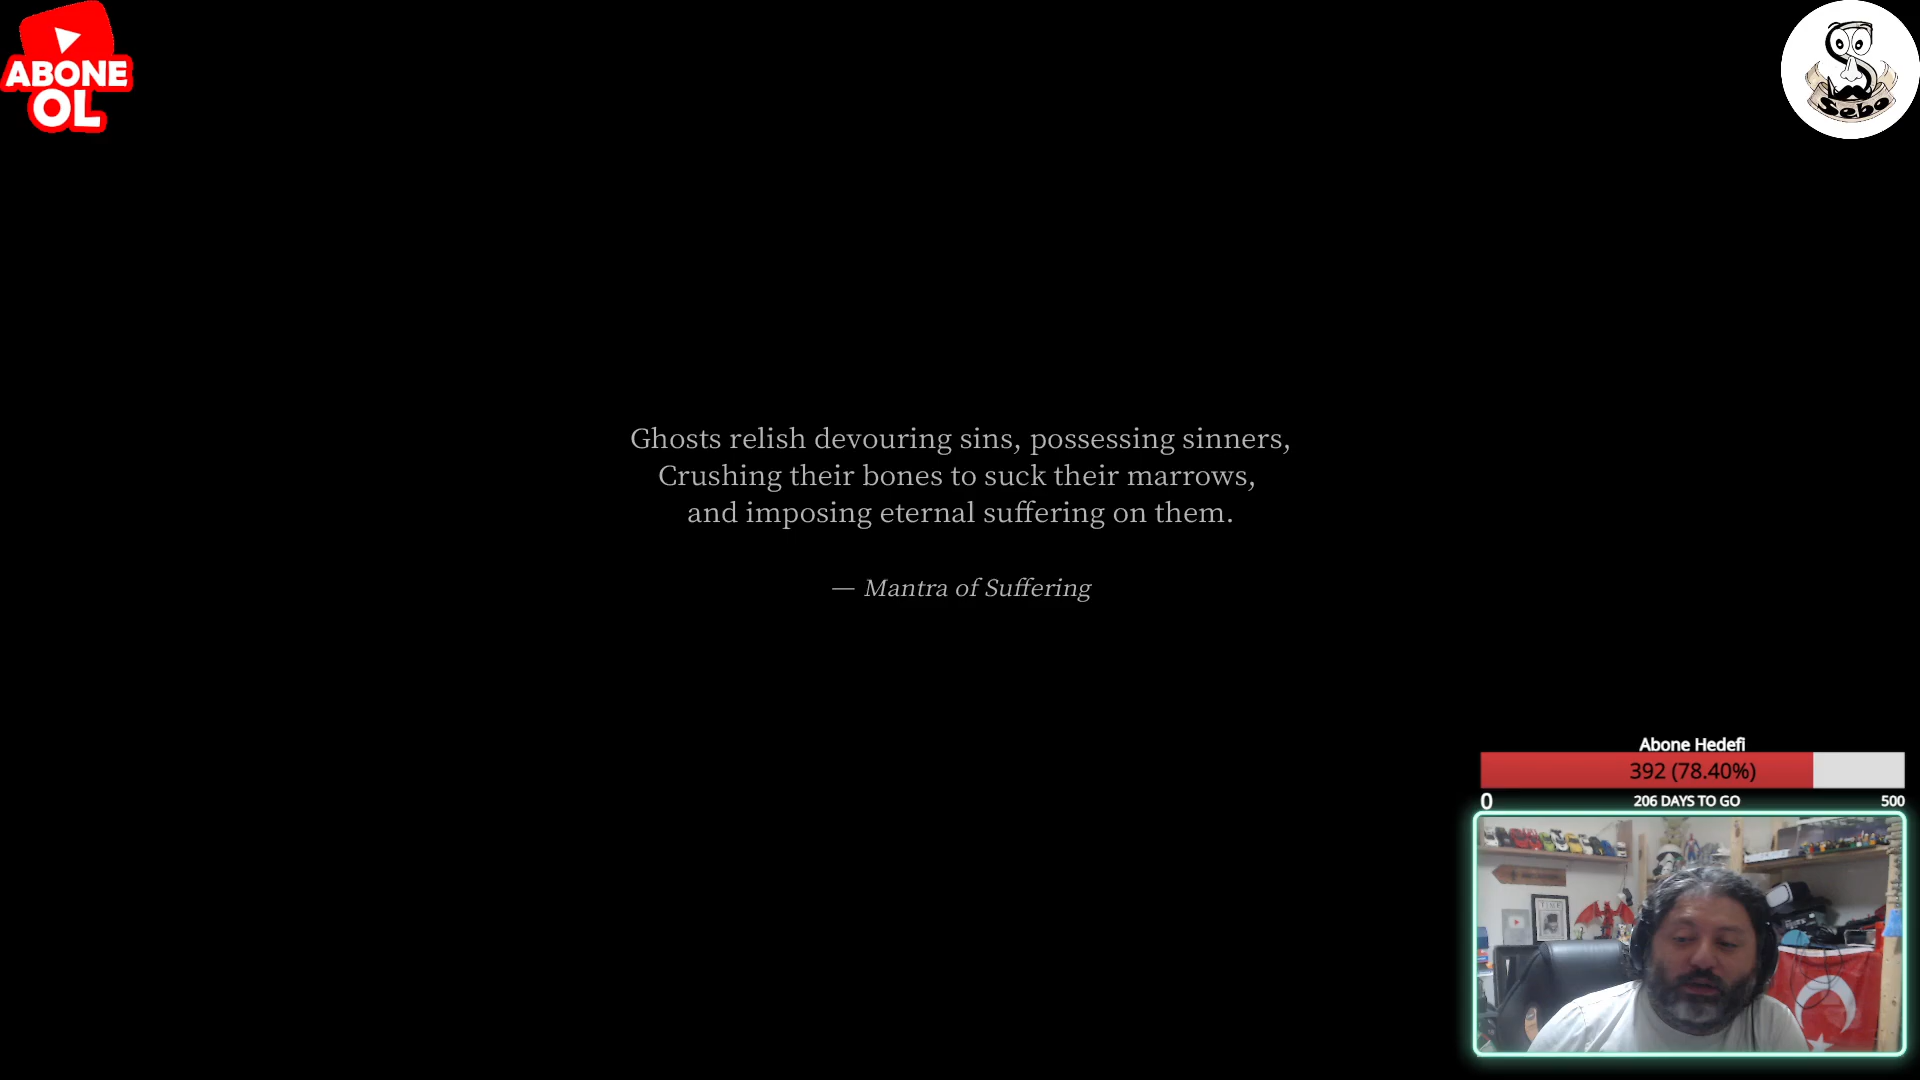 ABONE
OL
Sebo
Ghosts relish devouring sins, possessing sinners,
Crushing their bones to suck their marrows,
and imposing eternal suffering on them.
— Mantra of Suffering
Abone Hedefi
392 (78.40%)
0
206 DAYS TO GO
500